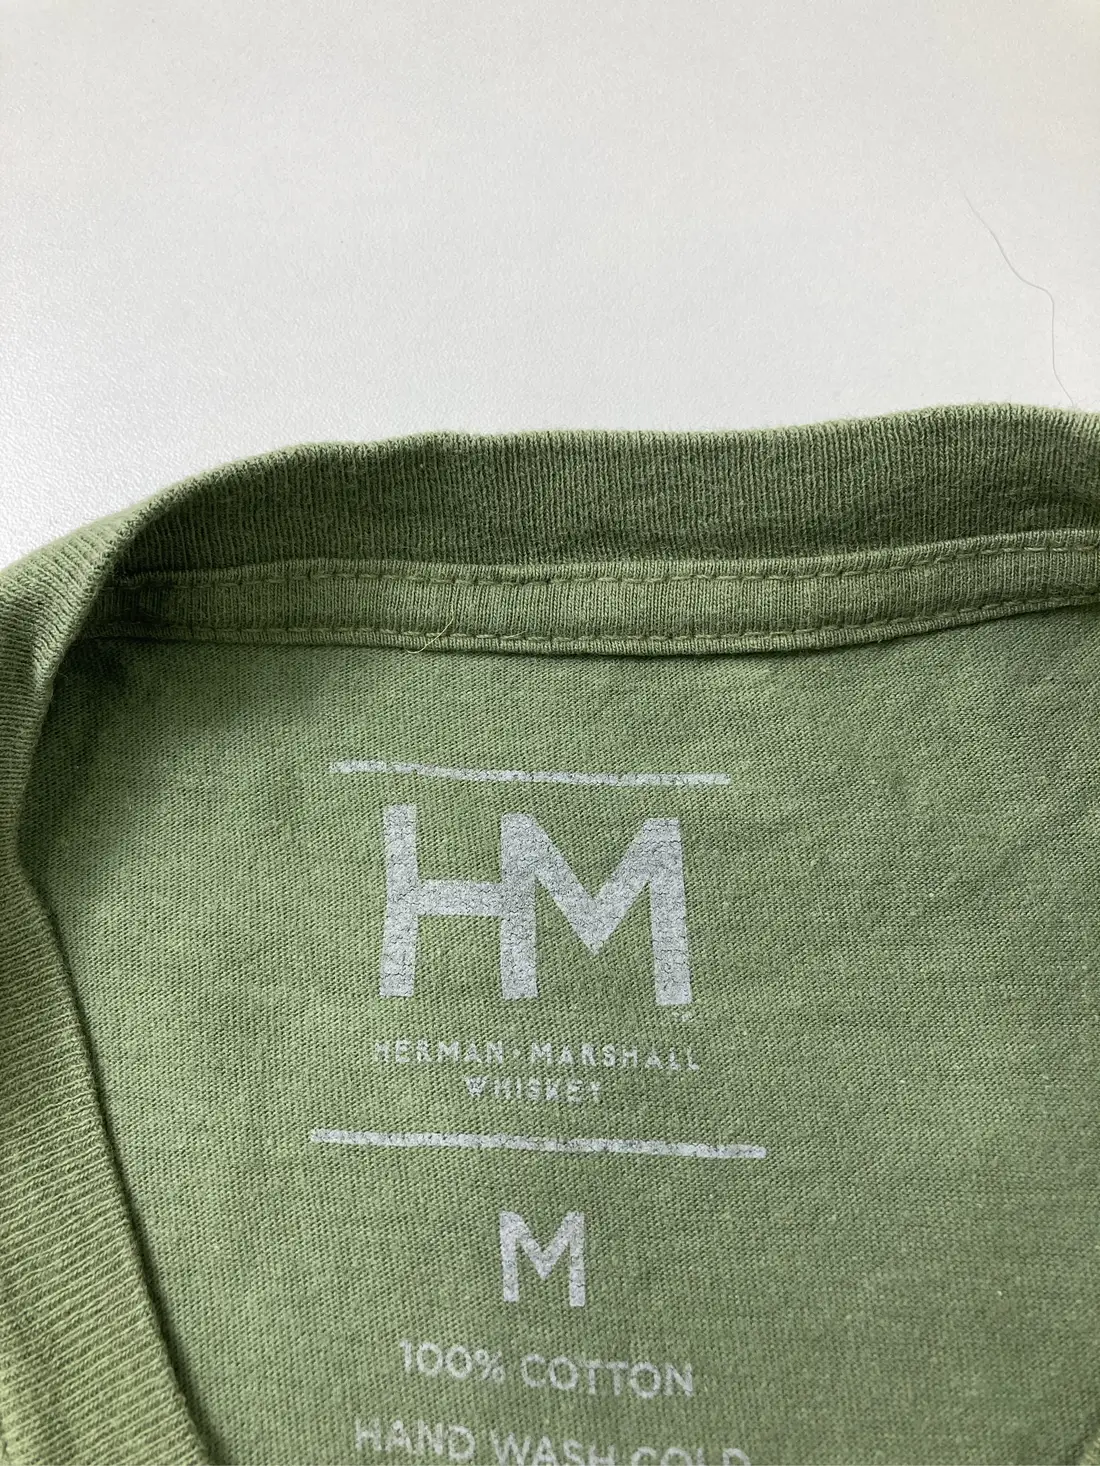 HM
HERMAN · MARSHALL
WHISKEY
M
100% COTTON
HAND WASH COLD